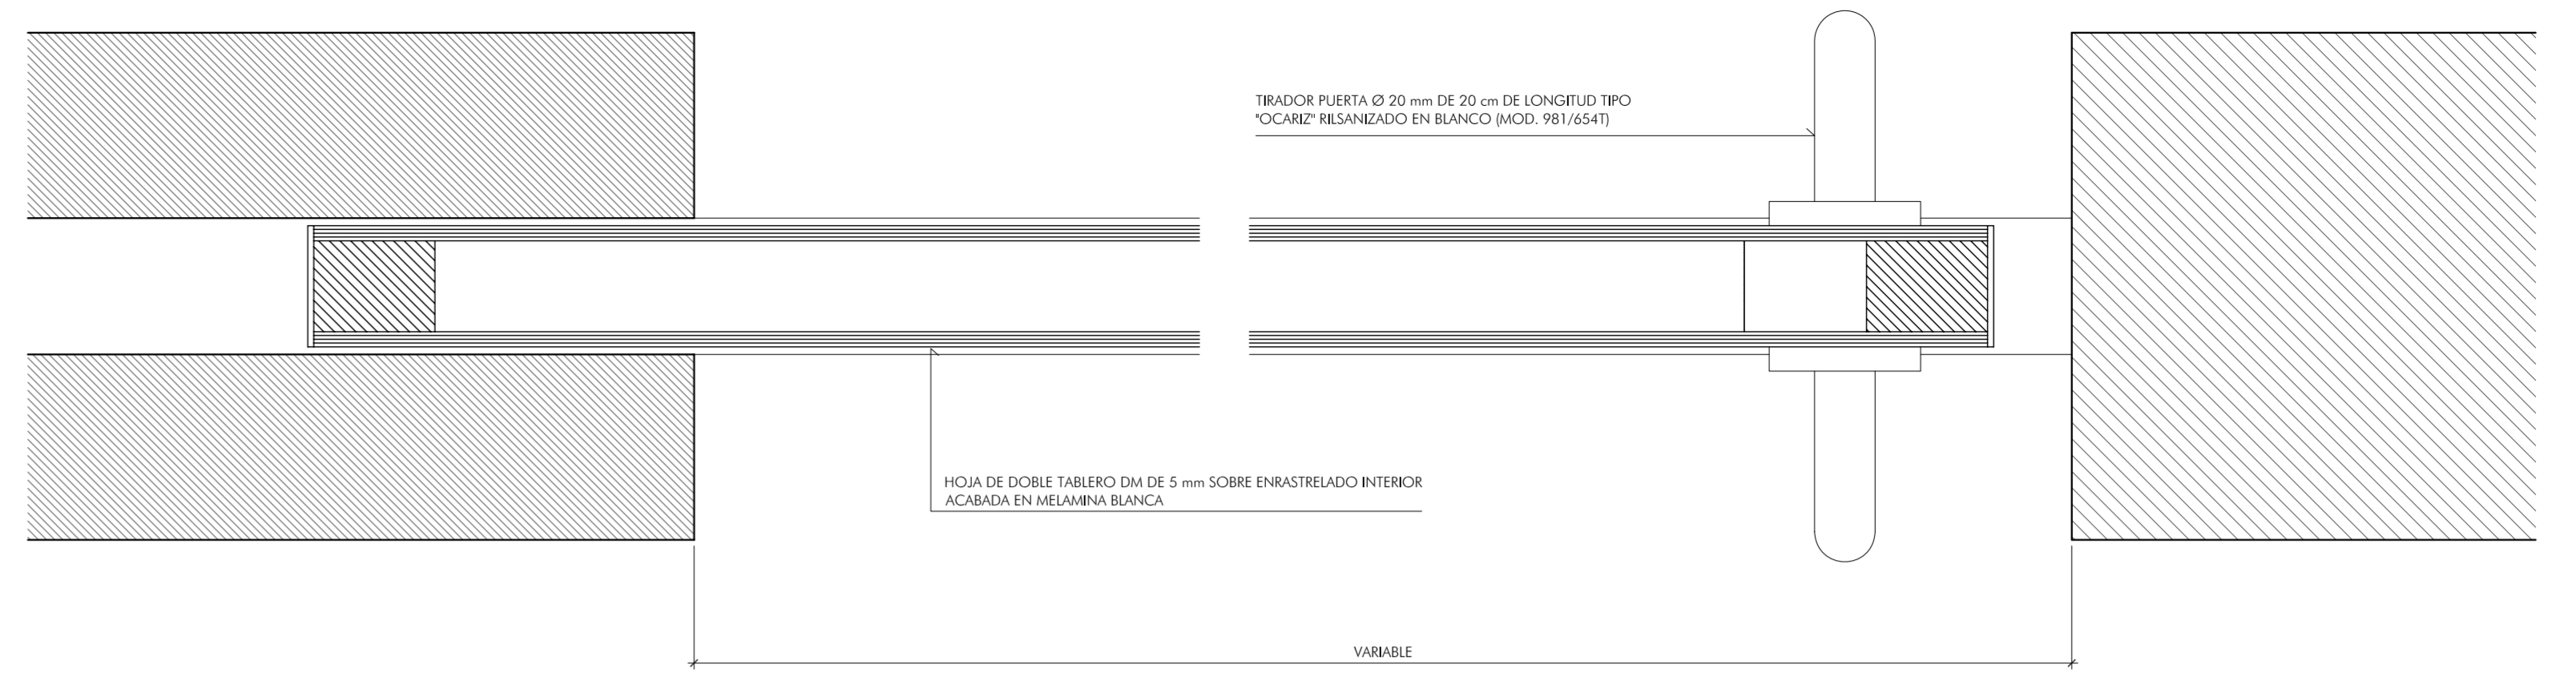 TIRADOR PUERTA Ø 20 mm DE 20 cm DE LONGITUD TIPO
"OCARIZ" RILSANIZADO EN BLANCO (MOD. 981/654T)
HOJA DE DOBLE TABLERO DM DE 5 mm SOBRE ENRASTRELADO INTERIOR
ACABADA EN MELAMINA BLANCA
VARIABLE